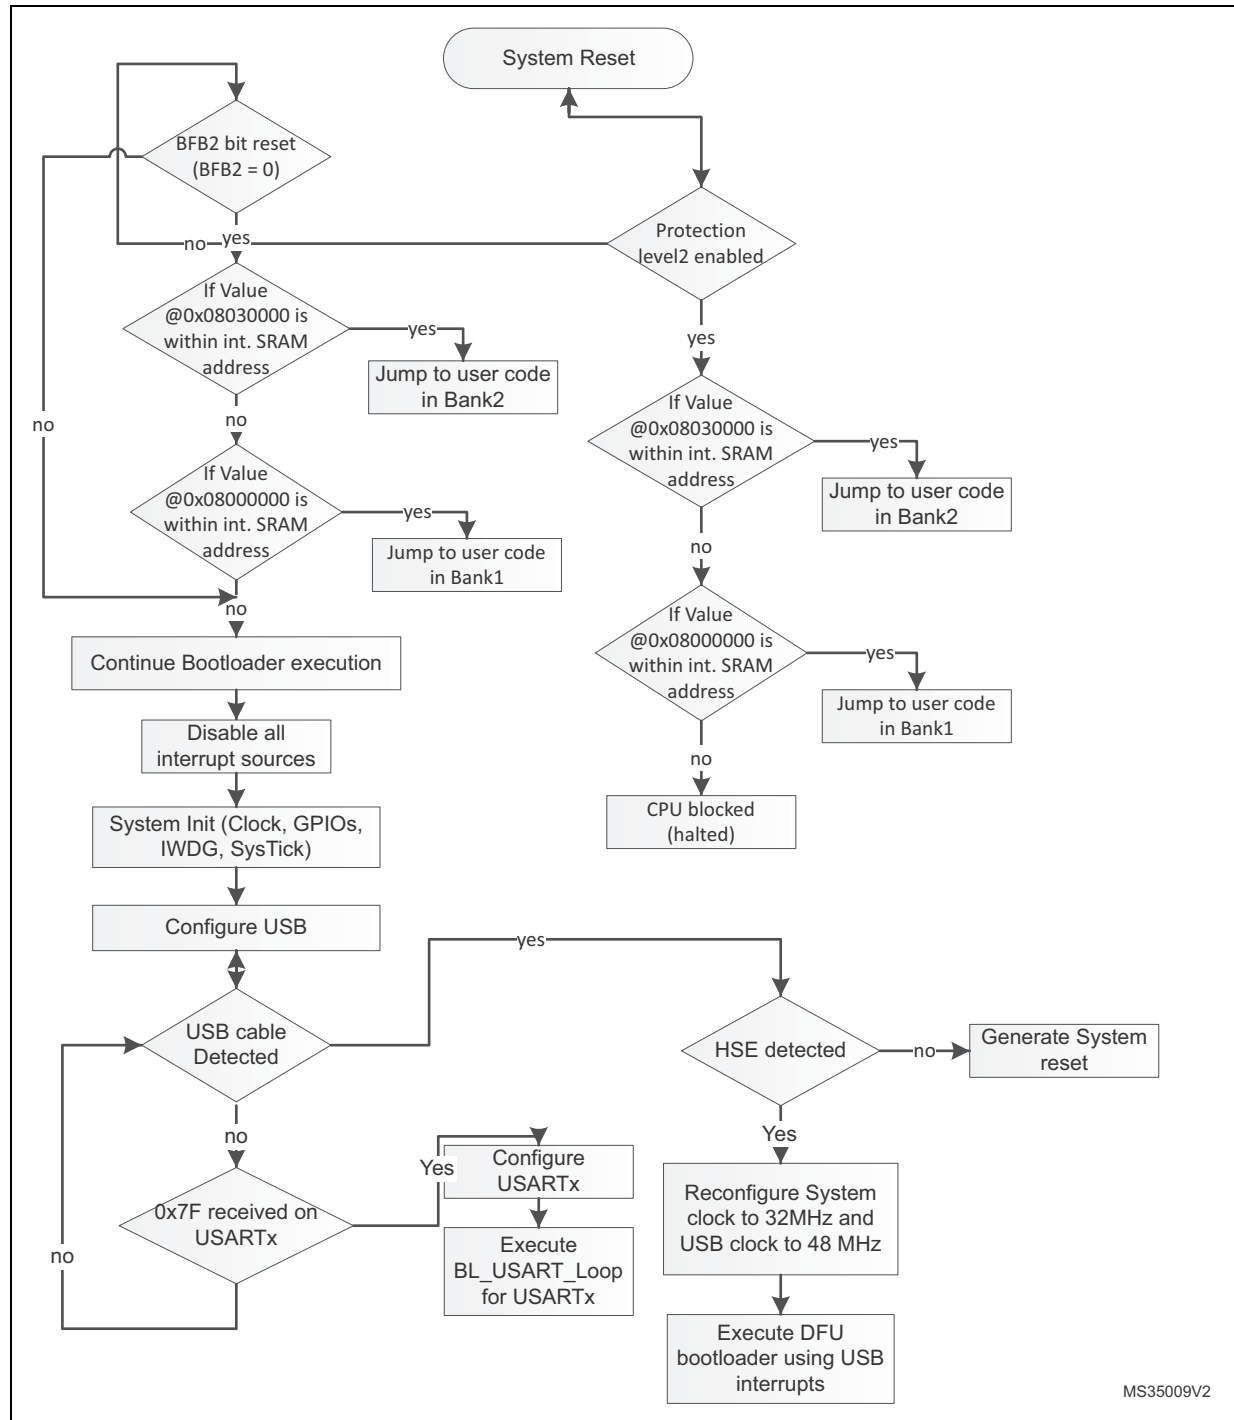 System Reset
BFB2 bit reset
(BFB2 = 0)
Protection
level2 enabled
no
yes
If Value
@0x08030000 is
within int. SRAM
address
yes
Jump to user code
in Bank2
no
no
If Value
@0x08000000 is
within int. SRAM
address
yes
Jump to user code
in Bank1
no
yes
If Value
@0x08030000 is
within int. SRAM
address
yes
Jump to user code
in Bank2
no
If Value
@0x08000000 is
within int. SRAM
address
yes
Jump to user code
in Bank1
no
CPU blocked
(halted)
Continue Bootloader execution
Disable all
interrupt sources
System Init (Clock, GPIOs,
IWDG, SysTick)
Configure USB
yes
USB cable
Detected
HSE detected
no
Generate System
reset
no
Yes
Yes
Configure
USARTx
0x7F received on
USARTx
no
Execute
BL_USART_Loop
for USARTx
Reconfigure System
clock to 32MHz and
USB clock to 48 MHz
Execute DFU
bootloader using USB
interrupts
MS35009V2